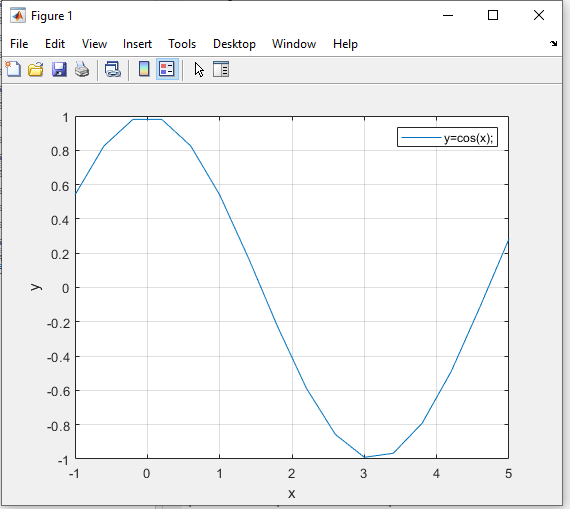 Figure 1
File Edit View Insert Tools Desktop Window Help
y=cos(x);
1
0.8
0.6
0.4
0.2
0
-0.2
-0.4
-0.6
-0.8
-1
y
-1 0 1 2 3 4 5
x